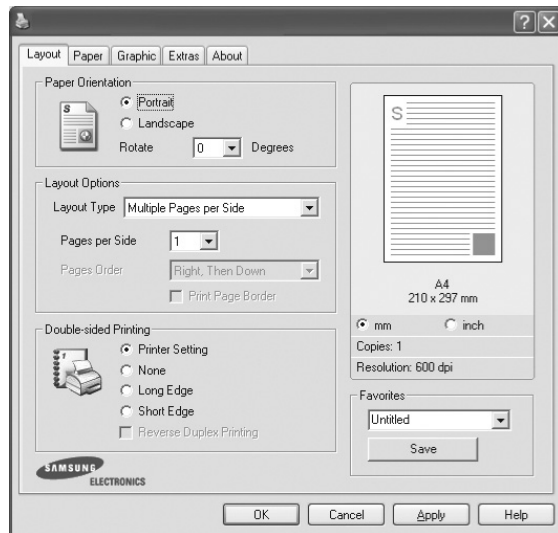 Layout Paper Graphic Extras About
Paper Orientation
S
Portrait
Landscape
Rotate 0 Degrees
Layout Options
Layout Type Multiple Pages per Side
Pages per Side 1
Pages Order Right, Then Down
Print Page Border
Double-sided Printing
1
Printer Setting
None
Long Edge
Short Edge
Reverse Duplex Printing
SAMSUNG
ELECTRONICS
S
A4
210 x 297 mm
mm inch
Copies: 1
Resolution: 600 dpi
Favorites
Untitled
Save
OK Cancel Apply Help